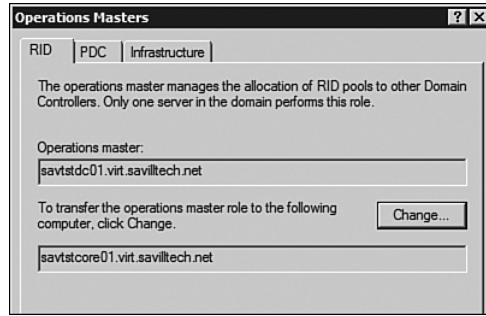 Operations Masters
RID PDC Infrastructure
The operations master manages the allocation of RID pools to other Domain
Controllers. Only one server in the domain performs this role.
Operations master:
savtstdc01.virt.savilltech.net
To transfer the operations master role to the following
computer, click Change.
Change...
savtstcore01.virt.savilltech.net